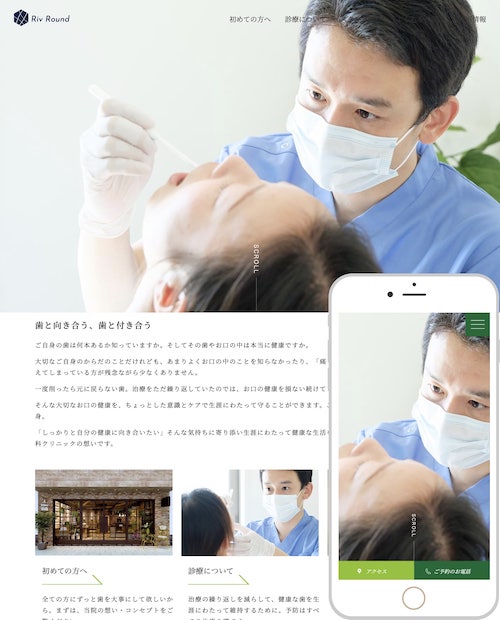 Riv Round
初めての方へ 診療について 情報
SCROLL
歯と向き合う、歯と付き合う
ご自身の歯は何本あるか知っていますか。そしてその歯やお口の中は本当に健康ですか。
大切なご自身のからだのことだけれども、あまりよくお口の中のことを知らなかったり、「痛
えてしまっている方が残念ながら少なくありません。
一度削ったら元に戻らない歯。治療をただ繰り返していたのでは、お口の健康を損ない続けて
そんな大切なお口の健康を、ちょっとした意識とケアで生涯にわたって守ることができます。
身。
「しっかりと自分の健康に向き合いたい」そんな気持ちに寄り添い生涯にわたって健康な生活の
科クリニックの想いです。
SCROLL
アクセス ご予約のお電話
初めての方へ 診療について
全ての方にずっと歯を大事にして欲しいか
ら。まずは、当院の想い・コンセプトをご
治療の繰り返しを減らして、健康な歯を生
涯にわたって維持するために。予防はすべ